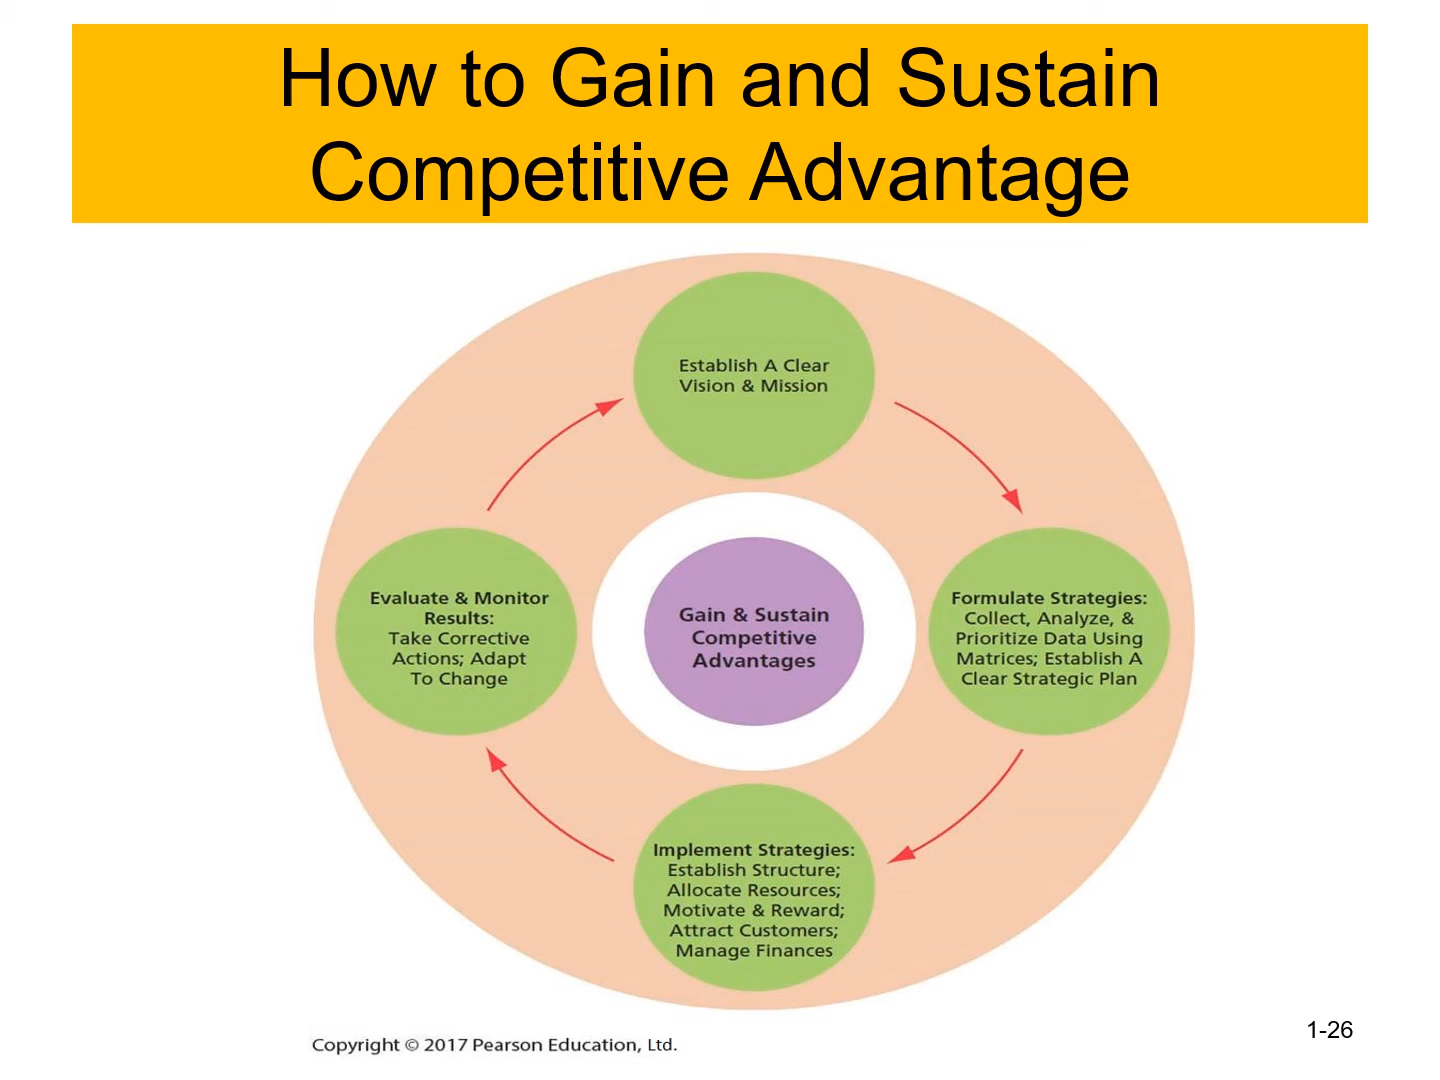 How to Gain and Sustain
Competitive Advantage
Establish A Clear
Vision & Mission
Formulate Strategies:
Collect, Analyze, &
Prioritize Data Using
Matrices; Establish A
Clear Strategic Plan
Implement Strategies:
Establish Structure;
Allocate Resources;
Motivate & Reward;
Attract Customers;
Manage Finances
Evaluate & Monitor
Results:
Take Corrective
Actions; Adapt
To Change
Gain & Sustain
Competitive
Advantages
1-26
Copyright © 2017 Pearson Education, Ltd.